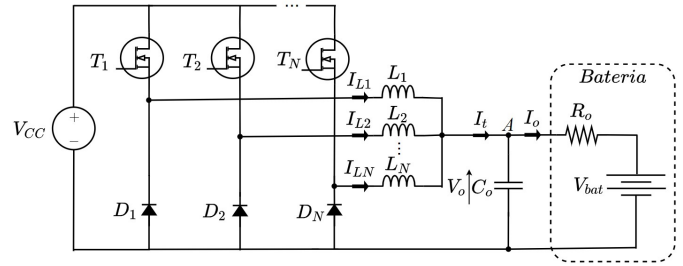 ...
T1 T2 TN L1 Bateria
IL1 It A Io Ro
VCC + − IL2 L2
...
ILN LN Vo Co Vbat
D1 D2 DN